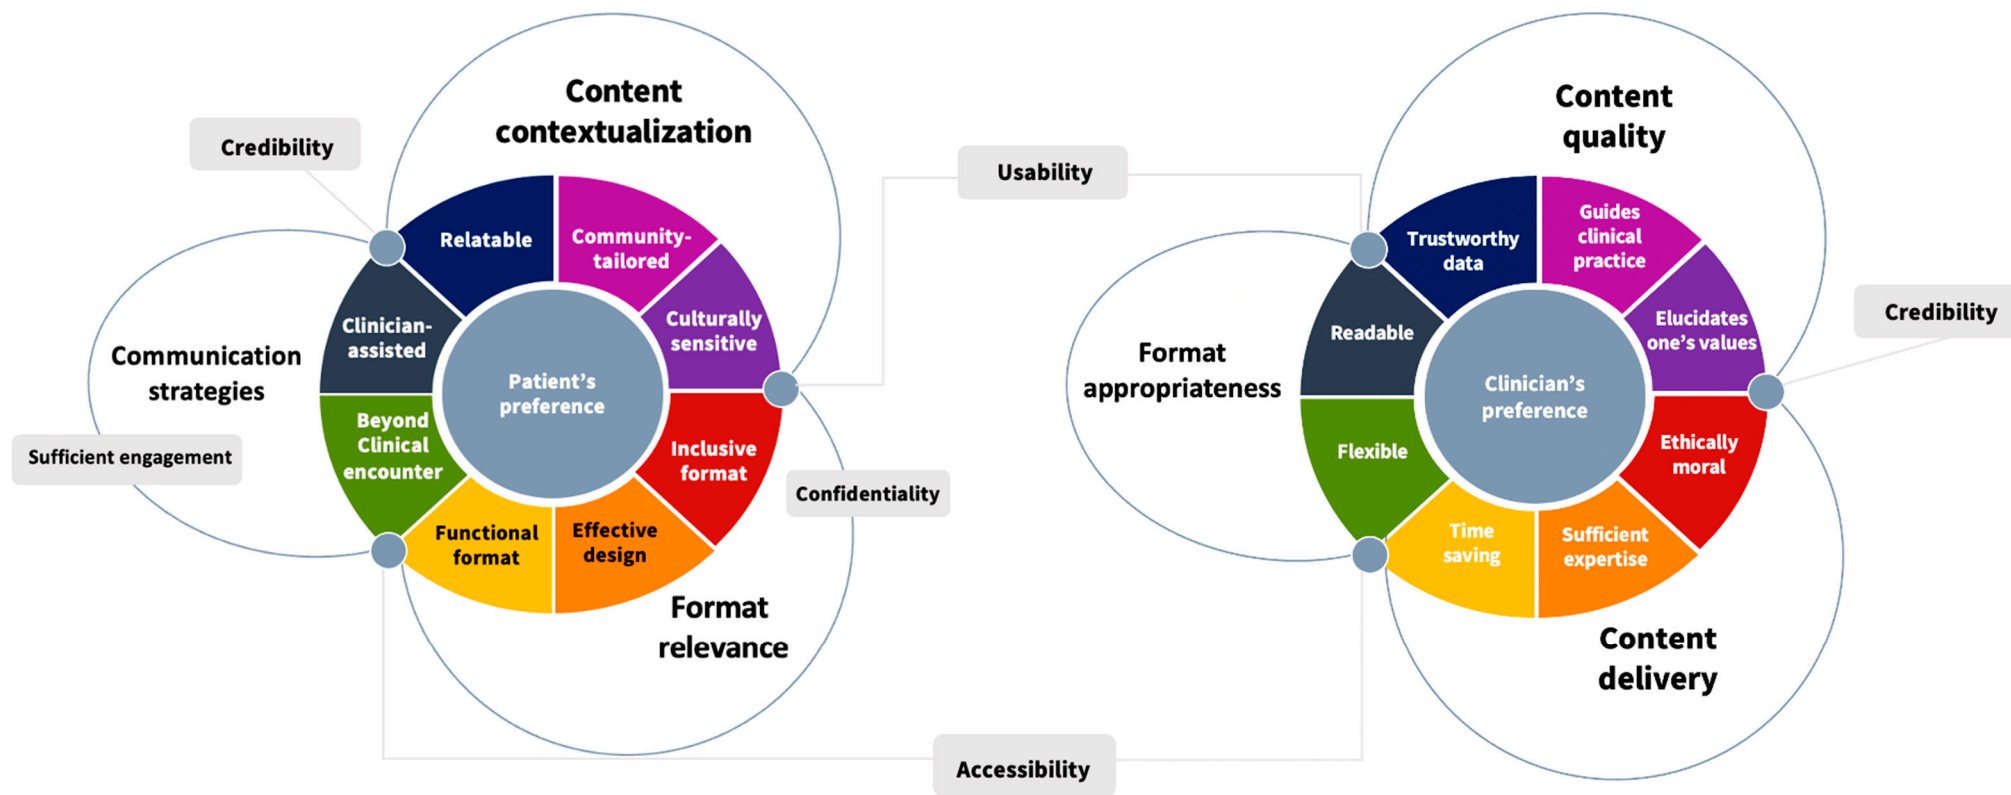 Content
contextualization
Credibility
Relatable
Community-
tailored
Culturally
sensitive
Clinician-
assisted
Communication
strategies
Patient's
preference
Beyond
Clinical
encounter
Sufficient engagement
Inclusive
format
Confidentiality
Functional
format
Effective
design
Format
relevance
Usability
Accessibility
Content
quality
Trustworthy
data
Guides
clinical
practice
Elucidates
one's values
Credibility
Readable
Format
appropriateness
Clinician's
preference
Flexible
Ethically
moral
Time
saving
Sufficient
expertise
Content
delivery